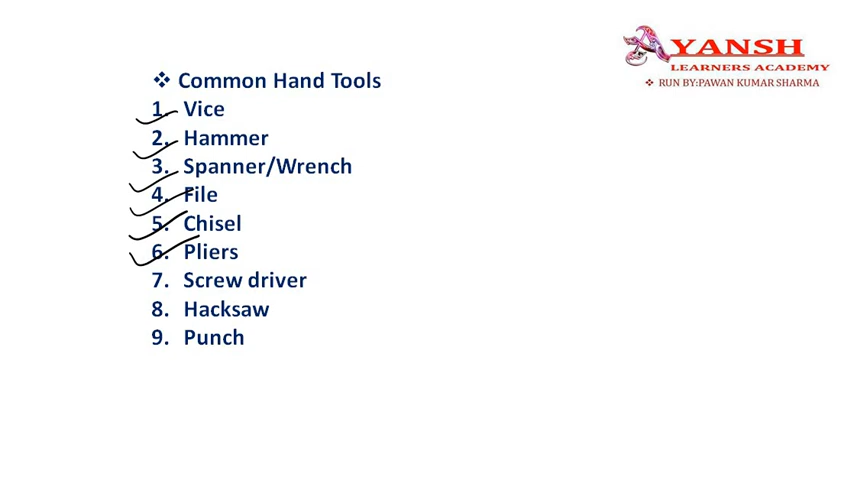 AYANSH
LEARNERS ACADEMY
❖ RUN BY:PAWAN KUMAR SHARMA
❖ Common Hand Tools
1. Vice
2. Hammer
3. Spanner/Wrench
4. File
5. Chisel
6. Pliers
7. Screw driver
8. Hacksaw
9. Punch